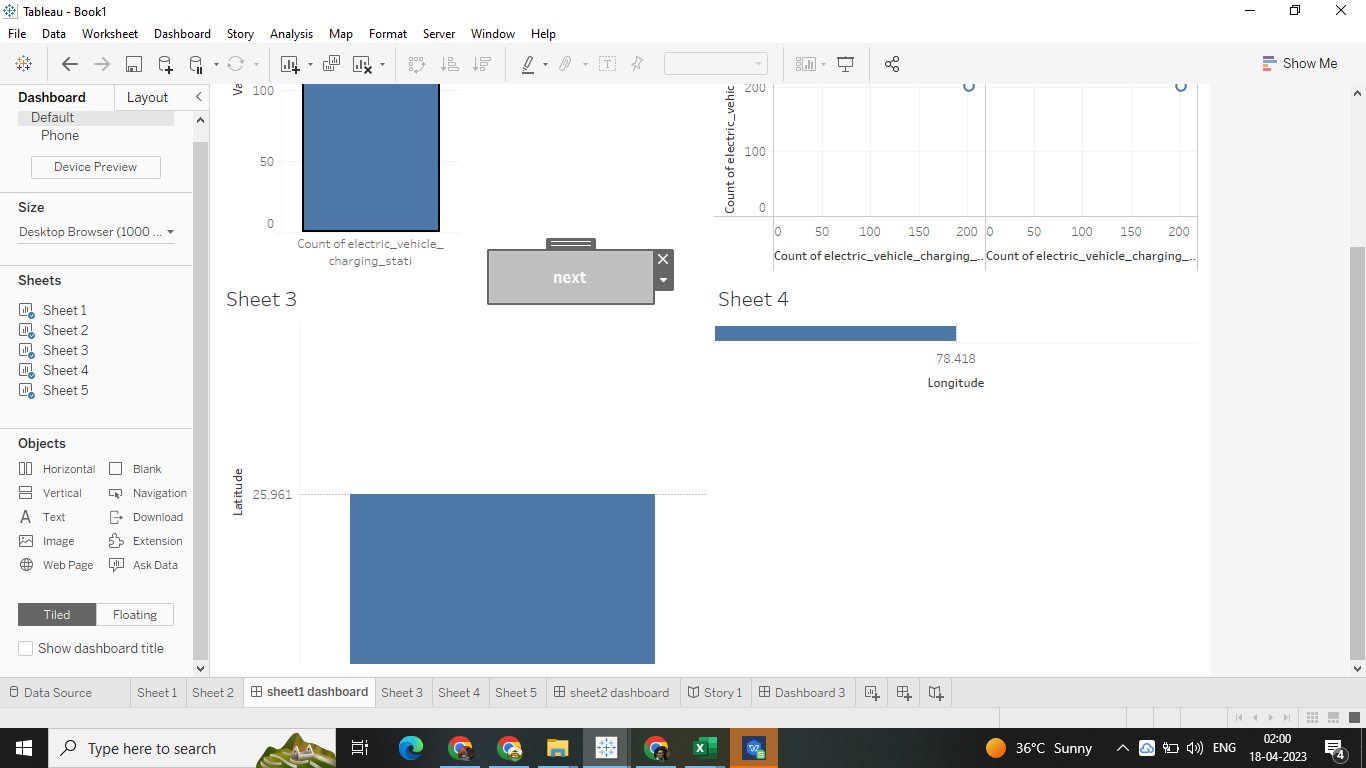 Tableau - Book1
File Data Worksheet Dashboard Story Analysis Map Format Server Window Help
Show Me
Dashboard Layout
Default
Phone
Device Preview
Size
Desktop Browser (1000 ...
Sheets
Sheet 1
Sheet 2
Sheet 3
Sheet 4
Sheet 5
Objects
Horizontal Blank
Vertical Navigation
Text Download
Image Extension
Web Page Ask Data
Tiled Floating
Show dashboard title
Va
100
50
0
Count of electric_vehicle_
charging_stati
next
Count of electric_vehic
200
100
0
0 50 100 150 200 0 50 100 150 200
Count of electric_vehicle_charging_... Count of electric_vehicle_charging_...
Sheet 3
Latitude
25.961
Sheet 4
78.418
Longitude
Data Source Sheet 1 Sheet 2 sheet1 dashboard Sheet 3 Sheet 4 Sheet 5 sheet2 dashboard Story 1 Dashboard 3
Type here to search
36°C Sunny
ENG
02:00
18-04-2023
4